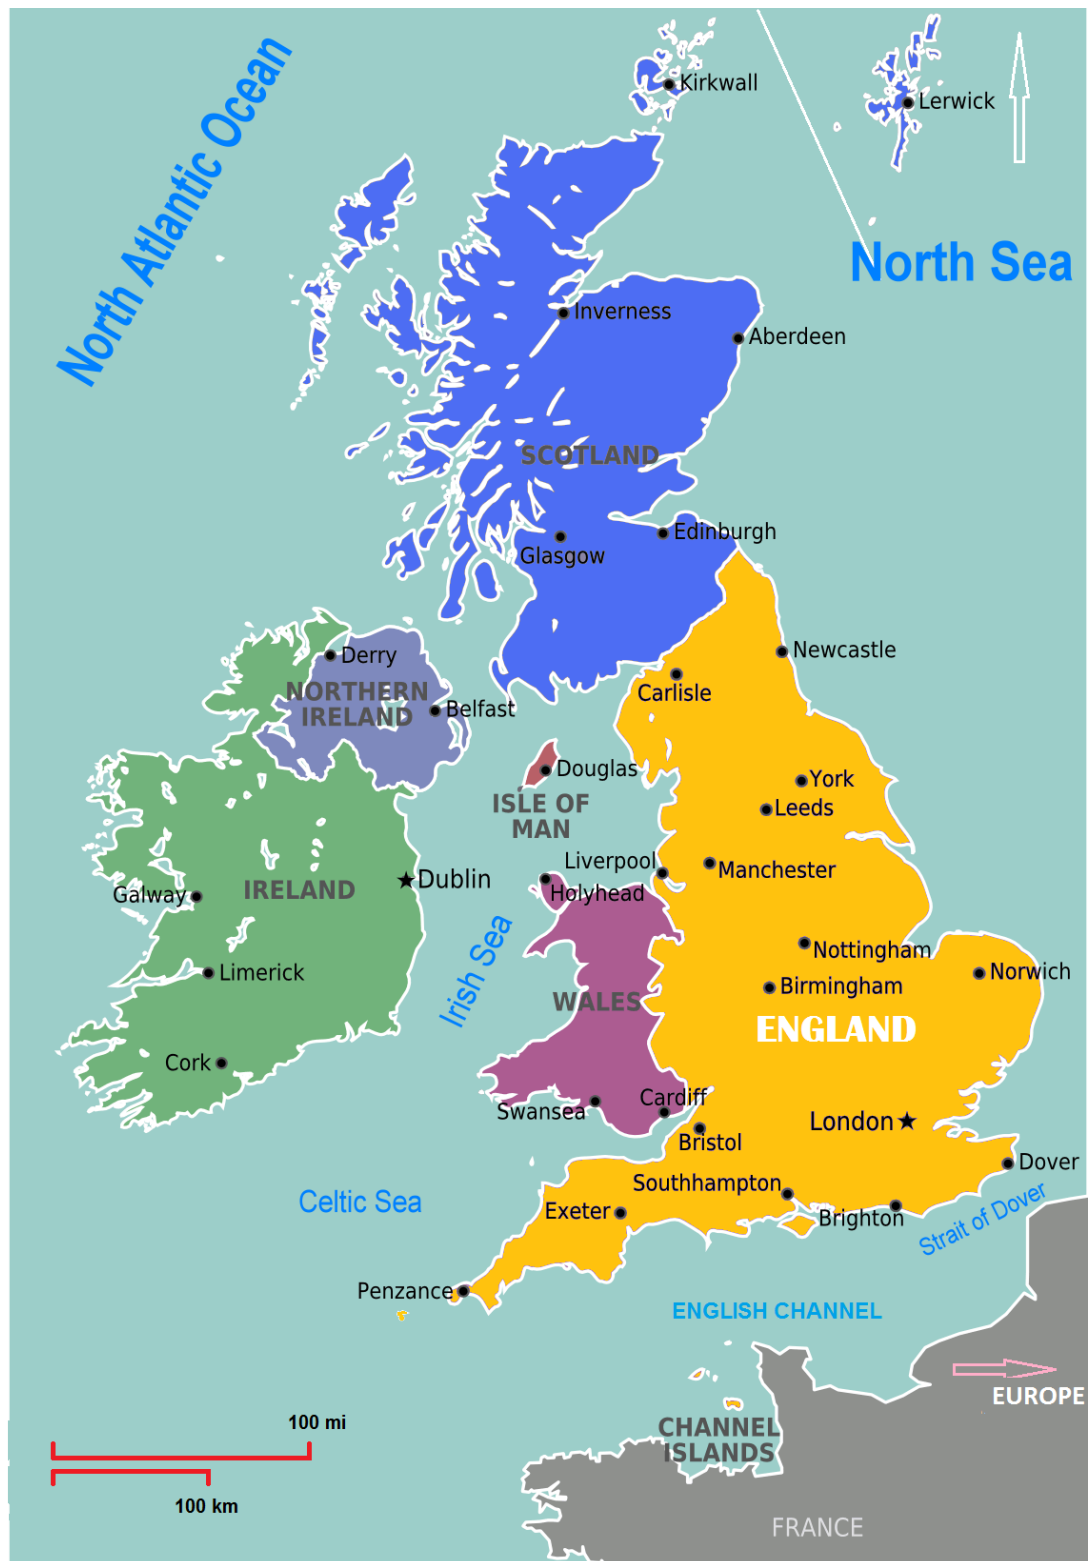 Kirkwall
Lerwick
North Atlantic Ocean
North Sea
Inverness
Aberdeen
SCOTLAND
Edinburgh
Glasgow
Newcastle
Derry
Carlisle
NORTHERN
IRELAND
Belfast
Douglas
York
ISLE OF
MAN
Leeds
Liverpool
Manchester
Dublin
IRELAND
Galway
Holyhead
Irish Sea
Nottingham
Limerick
Norwich
Birmingham
WALES
ENGLAND
Cork
Cardiff
Swansea
London
Bristol
Dover
Southhampton
Celtic Sea
Exeter
Brighton
Strait of Dover
Penzance
ENGLISH CHANNEL
EUROPE
100 mi
CHANNEL
ISLANDS
100 km
FRANCE